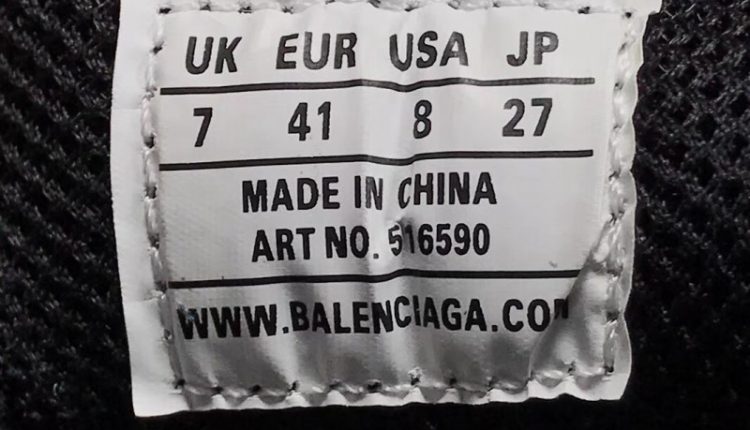 UK EUR USA JP
7 41 8 27
MADE IN CHINA
ART NO. 516590
WWW.BALENCIAGA.COM